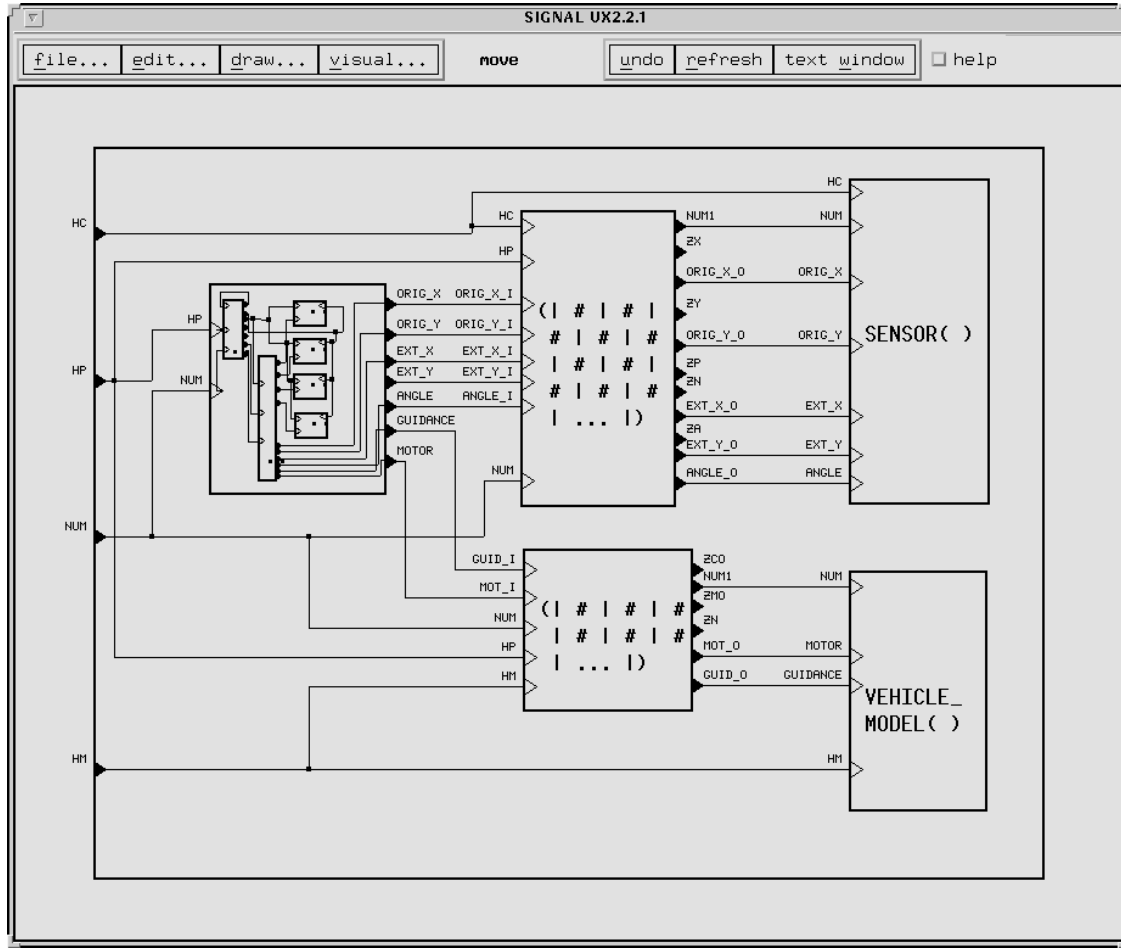 SIGNAL UX2.2.1
file... edit... draw... visual... move undo refresh text window help
HC
HC
HC NUM1 NUM
HP ZX
ORIG_X_O ORIG_X
ORIG_X ORIG_X_I
HP
(| # | # |
ZY
ORIG_Y ORIG_Y_I
# | # | #
ORIG_Y_O ORIG_Y
SENSOR( )
EXT_X EXT_X_I
| # | # |
ZP
HP
EXT_Y EXT_Y_I
NUM
ZN
# | # | #
ANGLE ANGLE_I
EXT_X_O EXT_X
GUIDANCE
| ... |)
ZA
EXT_Y_O EXT_Y
MOTOR
NUM
ANGLE_O ANGLE
NUM
GUID_I
ZCO
NUM1 NUM
MOT_I
ZMO
(| # | # | #
NUM
ZN
| # | # | #
HP
MOT_O MOTOR
| ... |)
HM
GUID_O GUIDANCE
VEHICLE_
MODEL( )
HM
HM